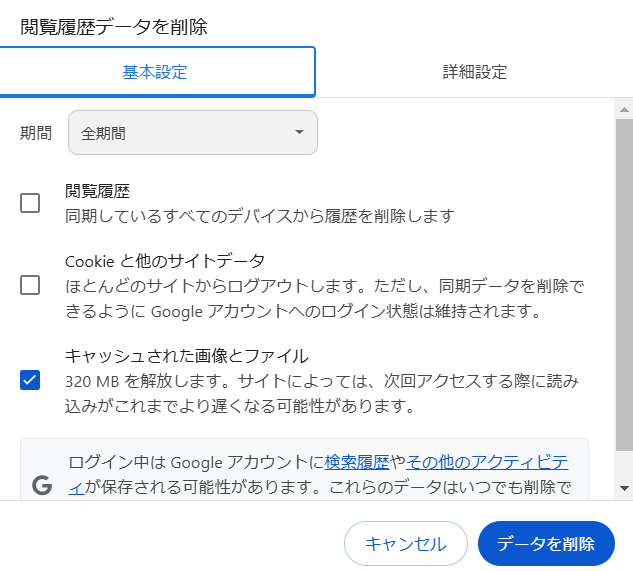 閲覧履歴データを削除
基本設定
詳細設定
期間
全期間
閲覧履歴
同期しているすべてのデバイスから履歴を削除します
Cookie と他のサイトデータ
ほとんどのサイトからログアウトします。ただし、同期データを削除で
きるように Google アカウントへのログイン状態は維持されます。
キャッシュされた画像とファイル
320 MB を解放します。サイトによっては、次回アクセスする際に読み
込みがこれまでより遅くなる可能性があります。
ログイン中は Google アカウントに検索履歴やその他のアクティビテ
ィが保存される可能性があります。これらのデータはいつでも削除で
キャンセル
データを削除